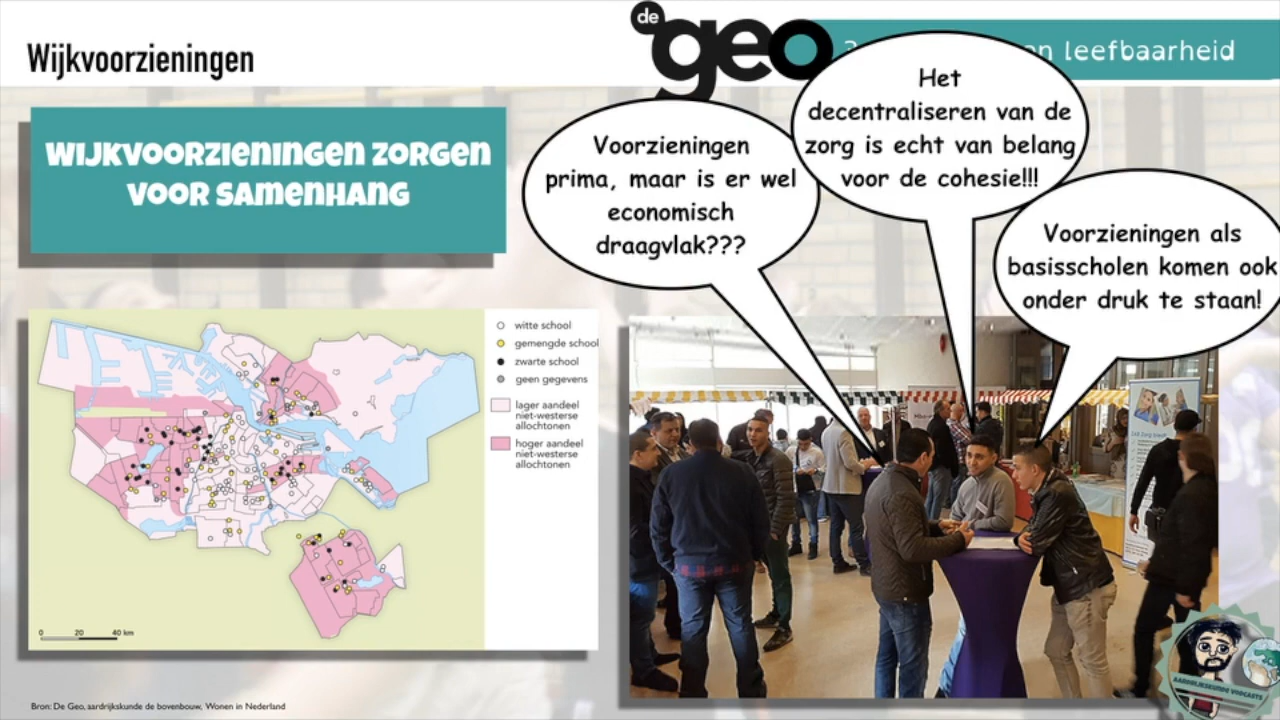 Wijkvoorzieningen
de
geo
en leefbaarheid
WIJKVOORZIENINGEN ZORGEN
VOOR SAMENHANG
Voorzieningen
prima, maar is er wel
economisch
draagvlak???
Het
decentraliseren van de
zorg is echt van belang
voor de cohesie!!!
Voorzieningen als
basisscholen komen ook
onder druk te staan!
witte school
gemengde school
zwarte school
geen gegevens
lager aandeel
niet-westerse
allochtonen
hoger aandeel
niet-westerse
allochtonen
0 20 40 km
Bron: De Geo, aardrijkskunde de bovenbouw, Wonen in Nederland
AARDRIJKSKUNDE VODCASTS